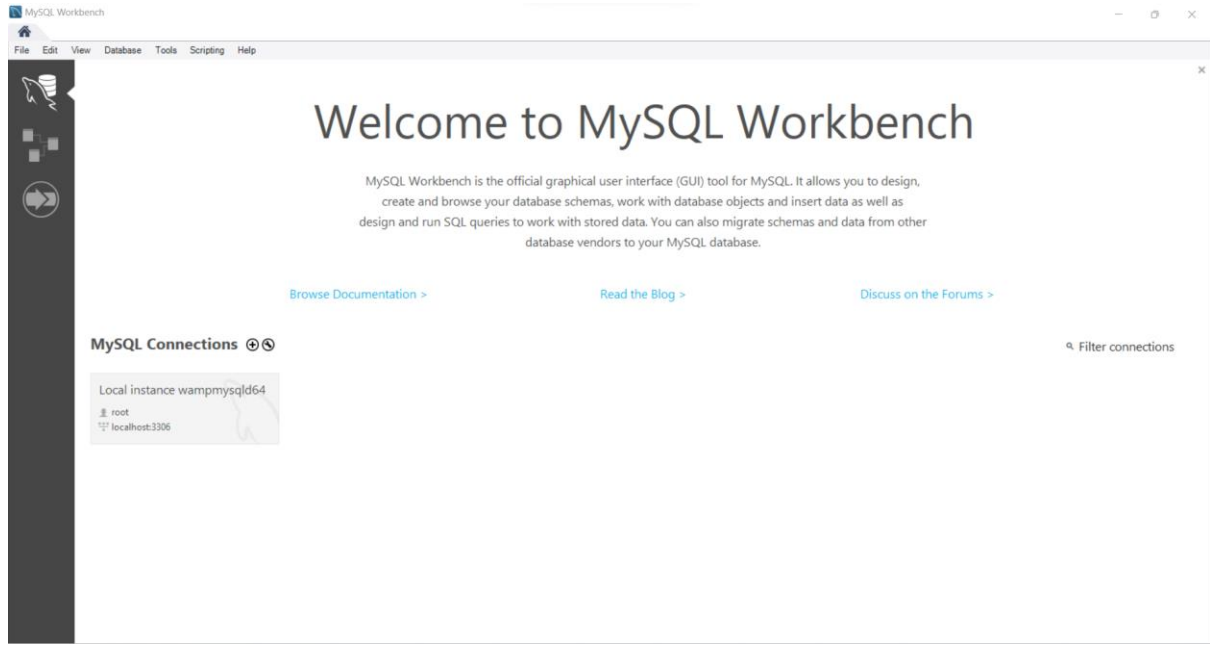 MySQL Workbench
File Edit View Database Tools Scripting Help
Welcome to MySQL Workbench
MySQL Workbench is the official graphical user interface (GUI) tool for MySQL. It allows you to design,
create and browse your database schemas, work with database objects and insert data as well as
design and run SQL queries to work with stored data. You can also migrate schemas and data from other
database vendors to your MySQL database.
Browse Documentation > Read the Blog > Discuss on the Forums >
MySQL Connections Filter connections
Local instance wampmysqld64
root
localhost:3306